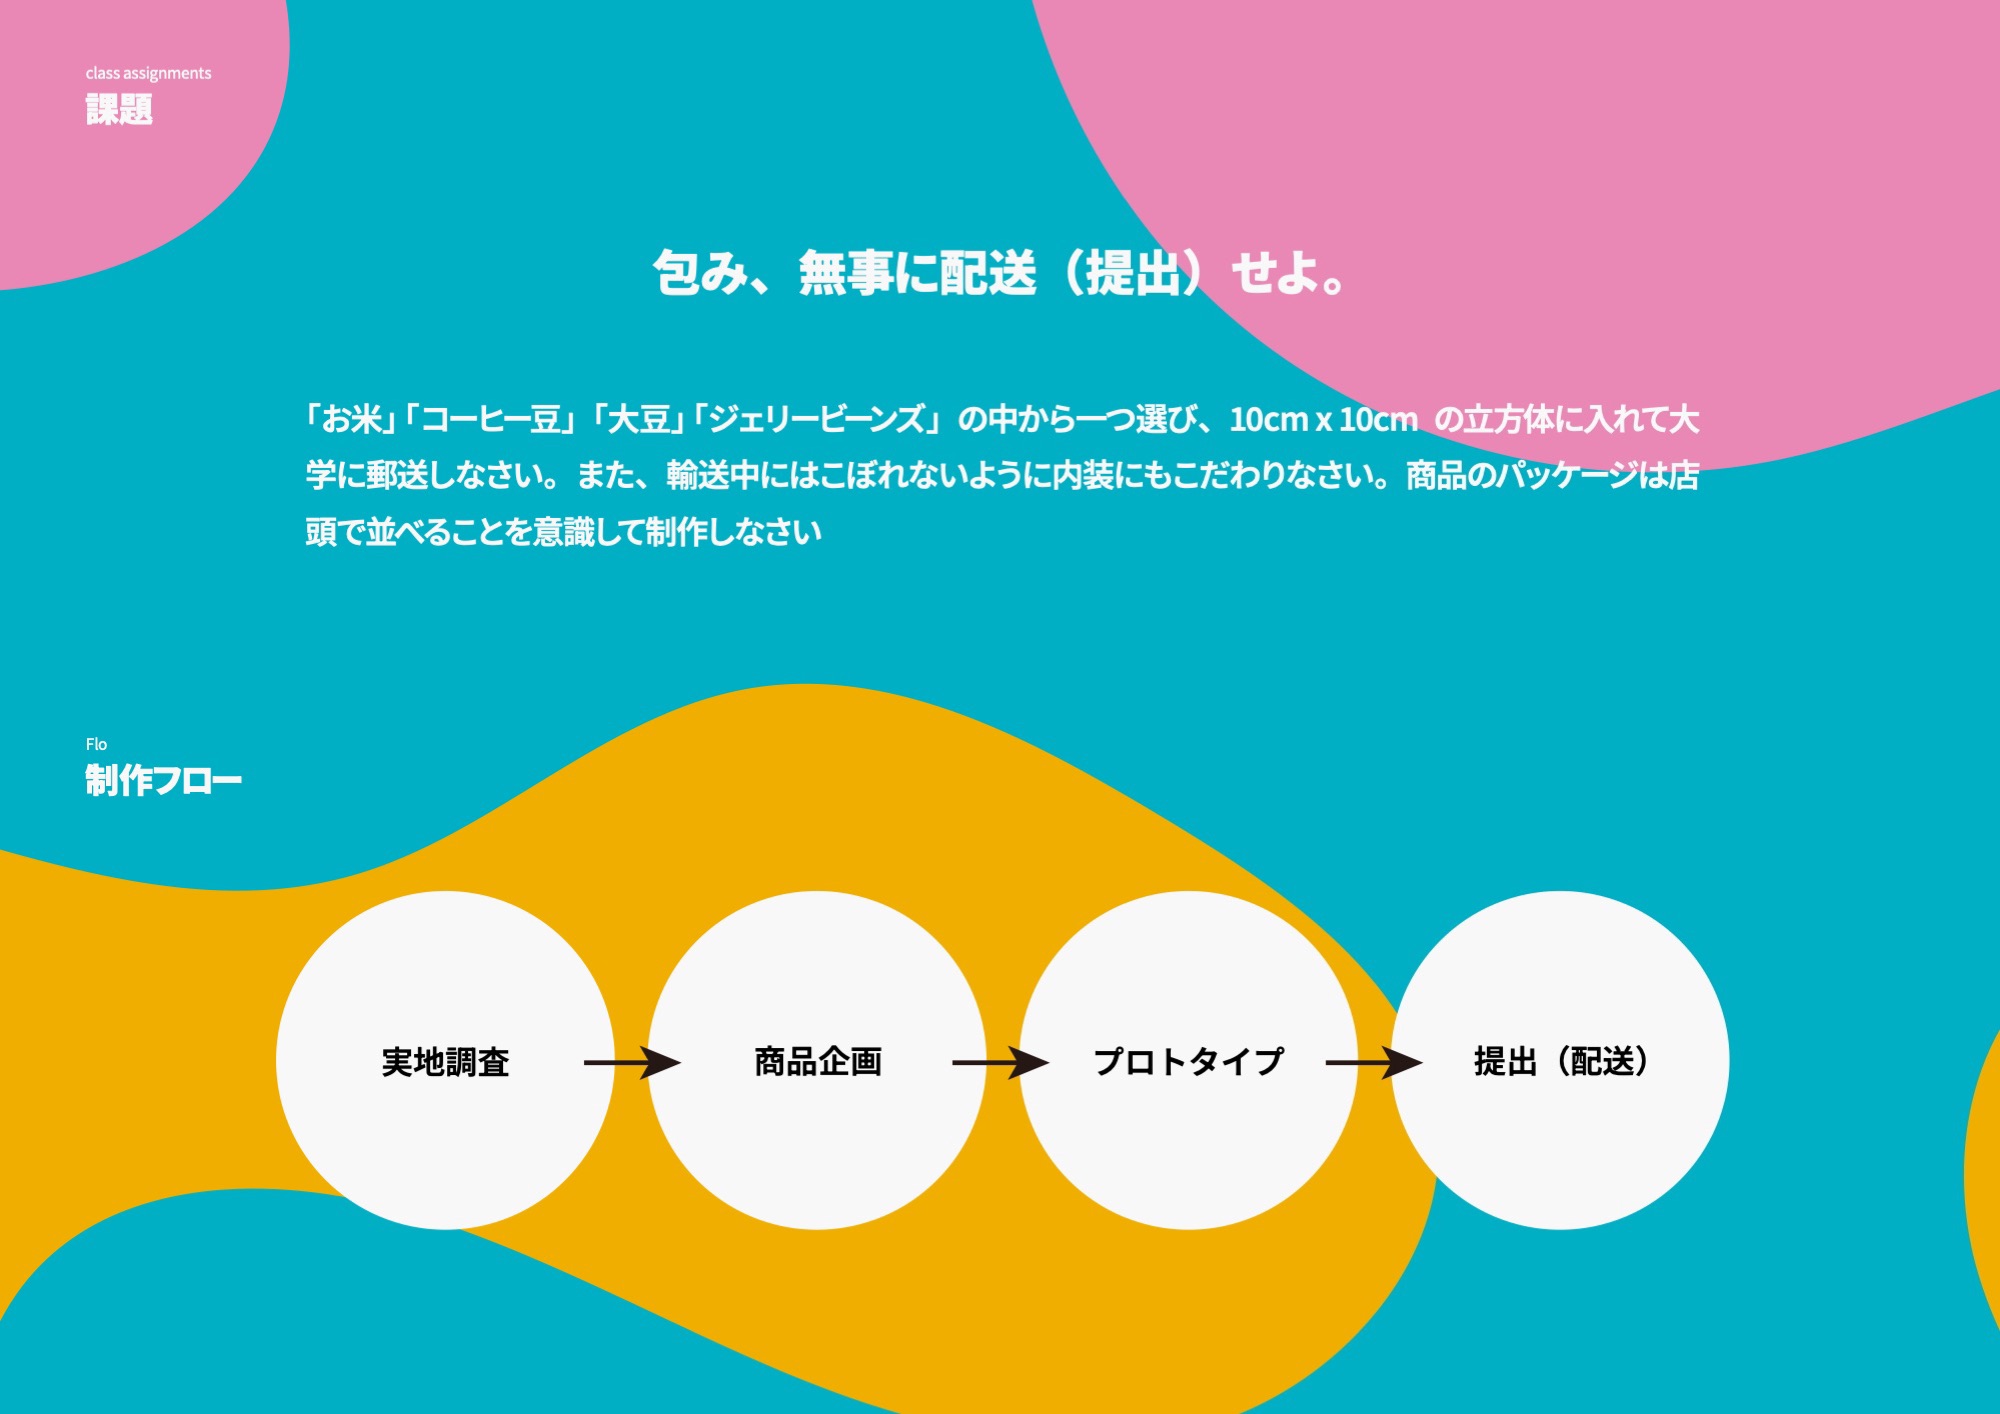 class assignments
課題
包み、無事に配送（提出）せよ。
「お米」「コーヒー豆」「大豆」「ジェリービーンズ」の中から一つ選び、10cm x 10cm の立方体に入れて大
学に郵送しなさい。また、輸送中にはこぼれないように内装にもこだわりなさい。商品のパッケージは店
頭で並べることを意識して制作しなさい
Flo
制作フロー
実地調査
商品企画
プロトタイプ
提出（配送）